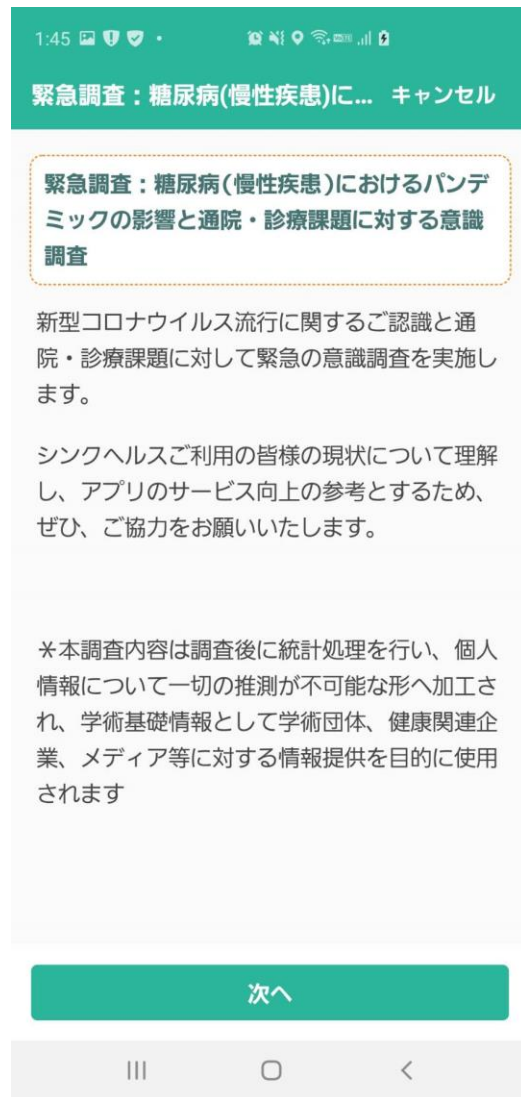 1:45
緊急調査：糖尿病(慢性疾患)に... キャンセル
緊急調査：糖尿病(慢性疾患)におけるパンデ
ミックの影響と通院・診療課題に対する意識
調査
新型コロナウイルス流行に関するご認識と通
院・診療課題に対して緊急の意識調査を実施し
ます。
シンクヘルスご利用の皆様の現状について理解
し、アプリのサービス向上の参考とするため、
ぜひ、ご協力をお願いいたします。
＊本調査内容は調査後に統計処理を行い、個人
情報について一切の推測が不可能な形へ加工さ
れ、学術基礎情報として学術団体、健康関連企
業、メディア等に対する情報提供を目的に使用
されます
次へ